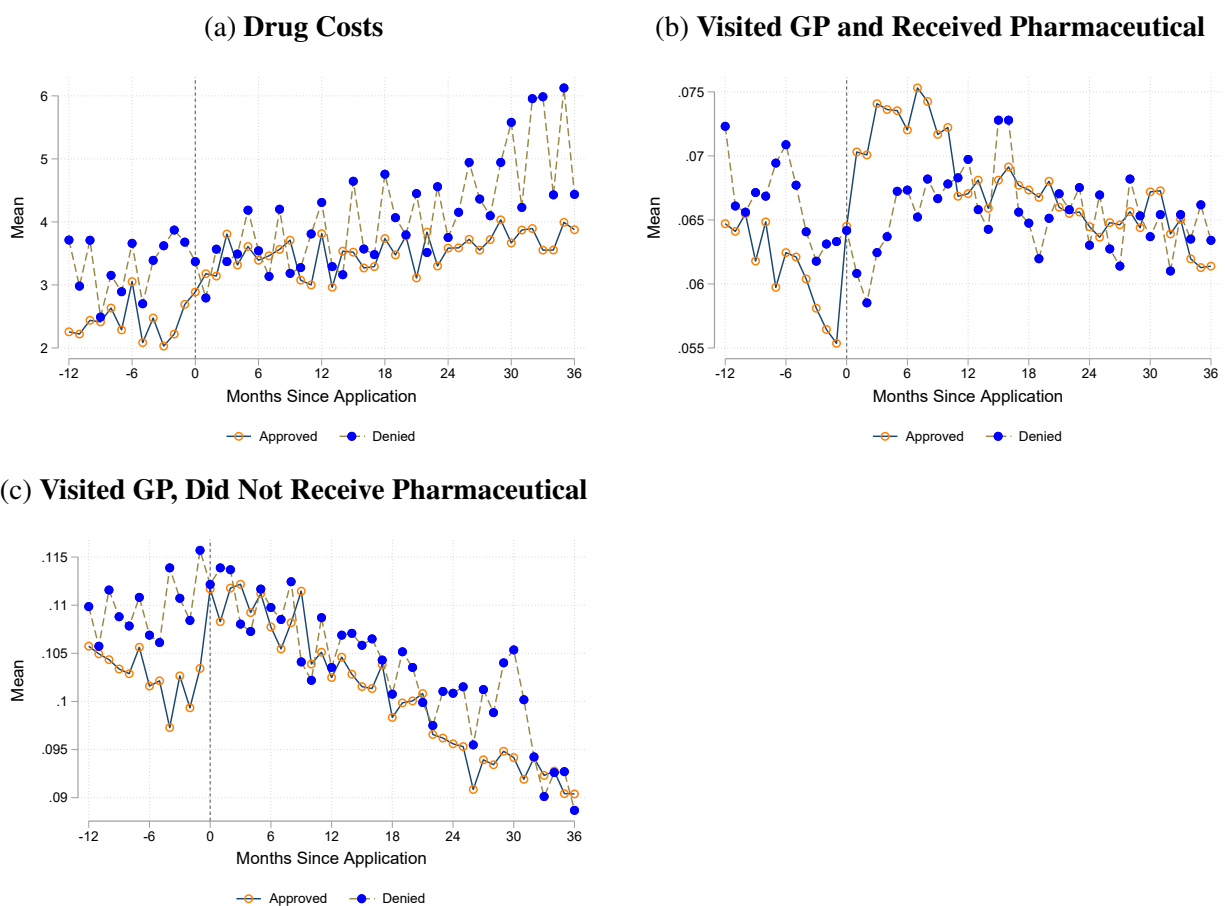 (a) Drug Costs
6
5
4
3
2
Mean
-12 -6 0 6 12 18 24 30 36
Months Since Application
Approved Denied
(b) Visited GP and Received Pharmaceutical
.075
.07
.065
.06
.055
Mean
-12 -6 0 6 12 18 24 30 36
Months Since Application
Approved Denied
(c) Visited GP, Did Not Receive Pharmaceutical
.115
.11
.105
.1
.095
.09
Mean
-12 -6 0 6 12 18 24 30 36
Months Since Application
Approved Denied